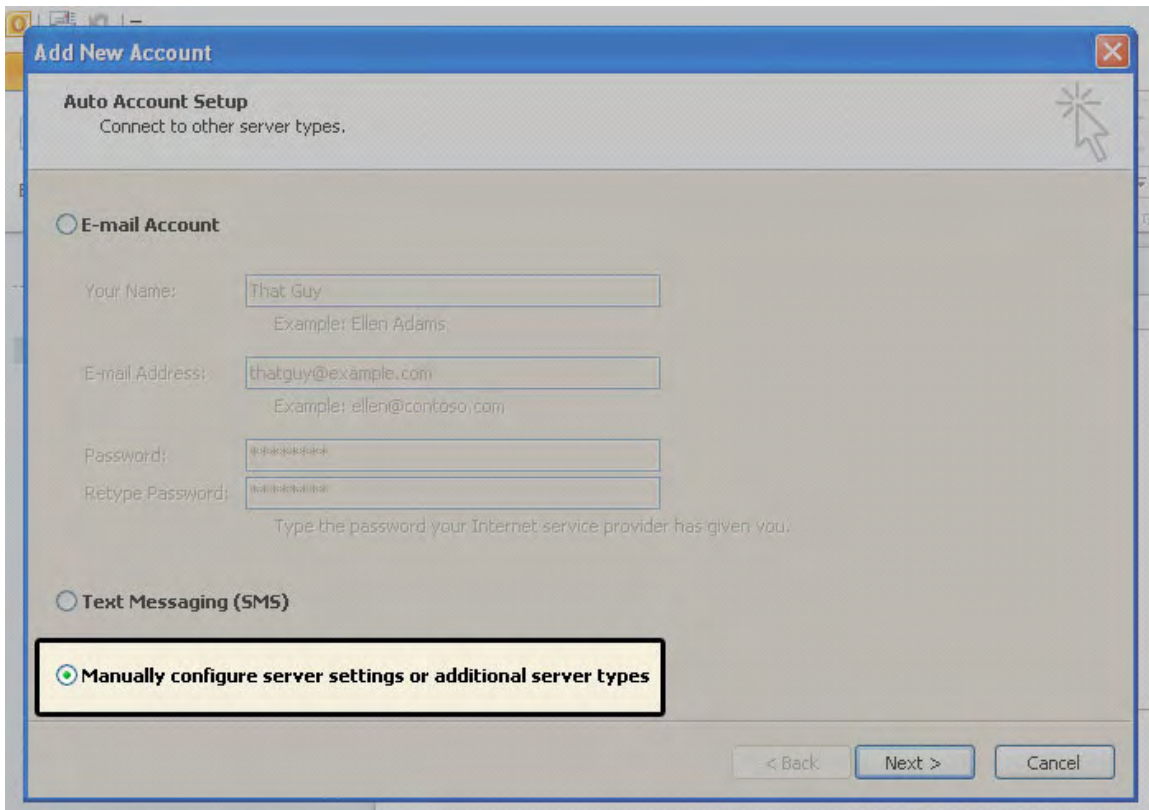 Add New Account
Auto Account Setup
Connect to other server types.
E-mail Account
Your Name: That Guy
Example: Ellen Adams
E-mail Address: thatguy@example.com
Example: ellen@contoso.com
Password: ********
Retype Password: ********
Type the password your Internet service provider has given you.
Text Messaging (SMS)
Manually configure server settings or additional server types
< Back Next > Cancel